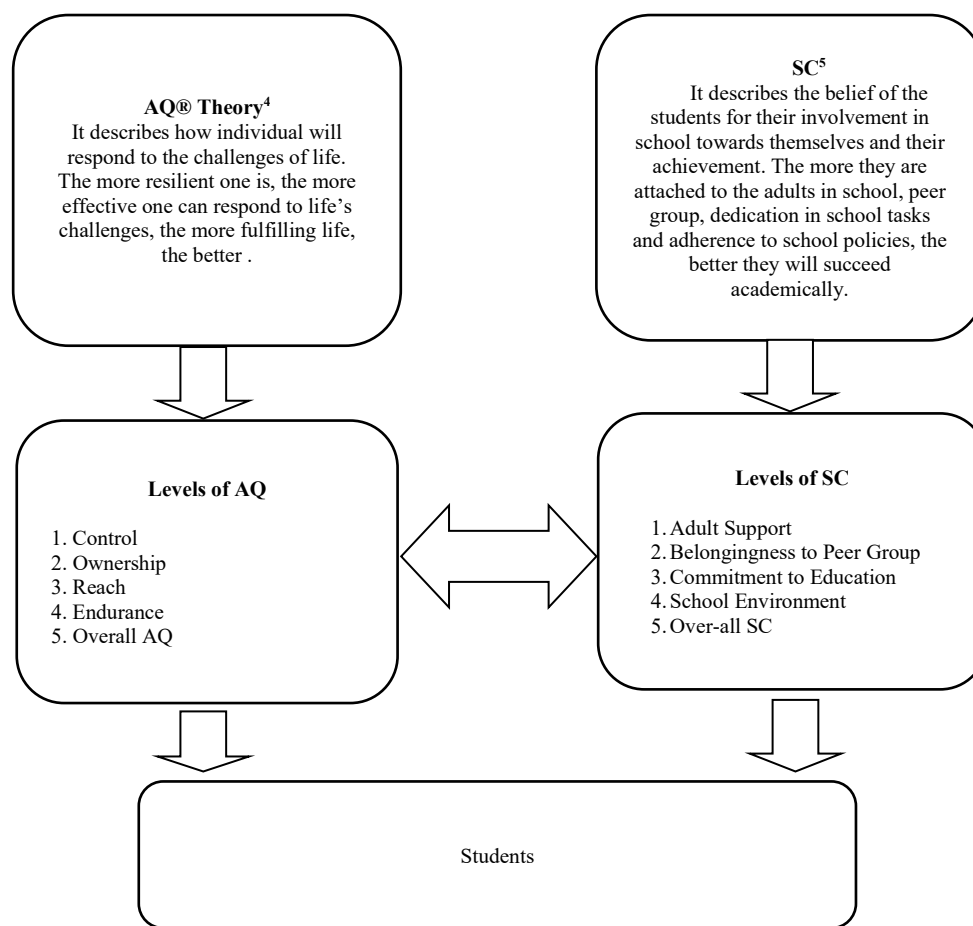 AQ® Theory⁴
It describes how individual will
respond to the challenges of life.
The more resilient one is, the more
effective one can respond to life’s
challenges, the more fulfilling life,
the better .
SC⁵
It describes the belief of the
students for their involvement in
school towards themselves and their
achievement. The more they are
attached to the adults in school, peer
group, dedication in school tasks
and adherence to school policies, the
better they will succeed
academically.
Levels of AQ
1. Control
2. Ownership
3. Reach
4. Endurance
5. Overall AQ
Levels of SC
1. Adult Support
2. Belongingness to Peer Group
3. Commitment to Education
4. School Environment
5. Over-all SC
Students